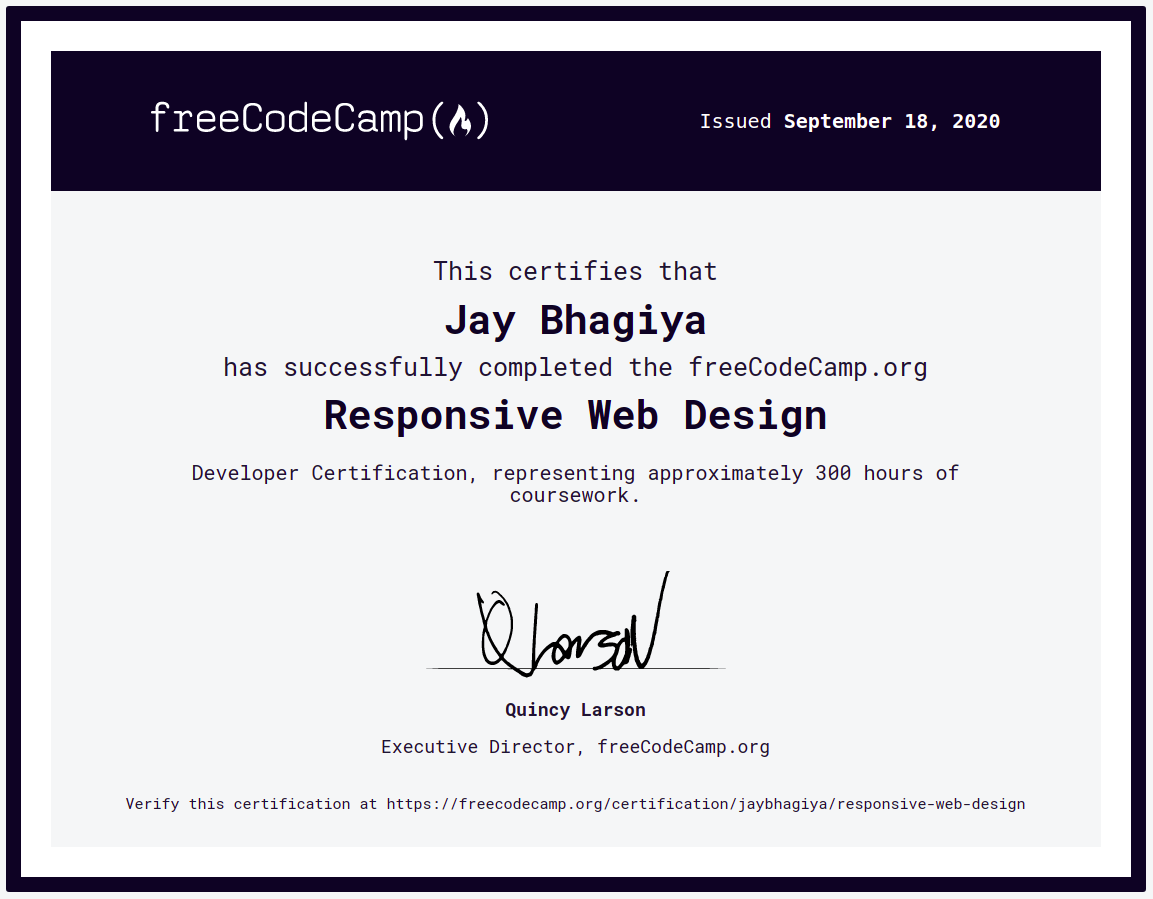 freeCodeCamp(🔥)
Issued September 18, 2020
This certifies that
Jay Bhagiya
has successfully completed the freeCodeCamp.org
Responsive Web Design
Developer Certification, representing approximately 300 hours of
coursework.
Q Larson
Quincy Larson
Executive Director, freeCodeCamp.org
Verify this certification at https://freecodecamp.org/certification/jaybhagiya/responsive-web-design